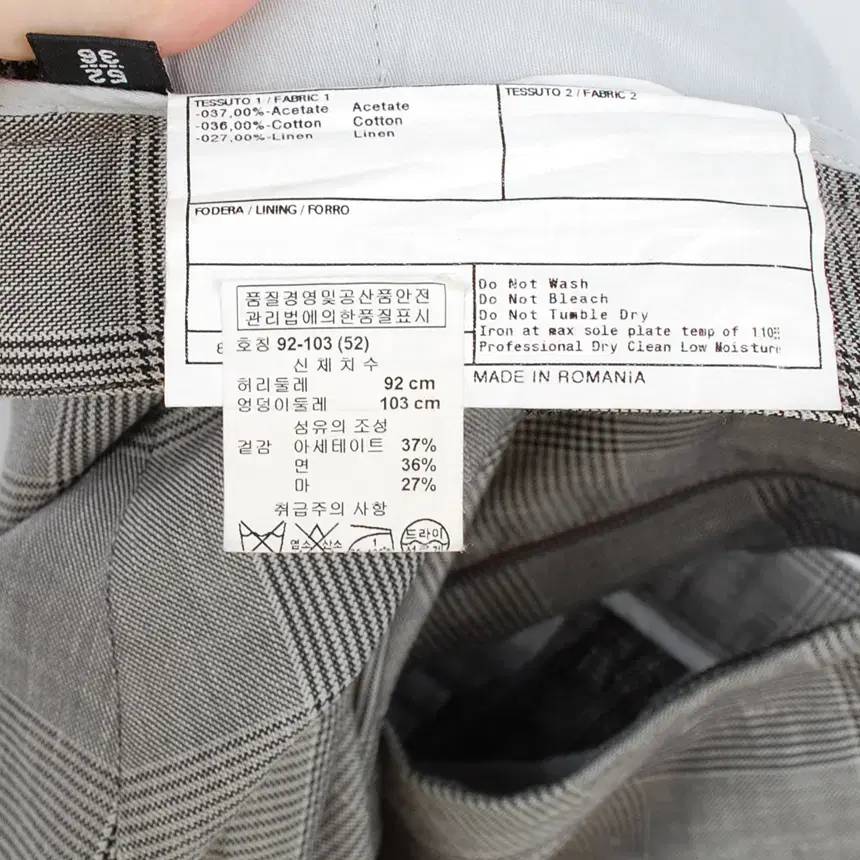 52
36
TESSUTO 1 / FABRIC 1
-037,00%-Acetate Acetate
-036,00%-Cotton Cotton
-027,00%-Linen Linen
TESSUTO 2 / FABRIC 2
FODERA / LINING / FORRO
Do Not Wash
Do Not Bleach
Do Not Tumble Dry
Iron at max sole plate temp of 110
Professional Dry Clean Low Moisture
MADE IN ROMANIA
품질경영및공산품안전
관리법에의한품질표시
호칭 92-103 (52)
신 체 치 수
허리둘레 92 cm
엉덩이둘레 103 cm
섬유의 조성
겉감 아세테이트 37%
면 36%
마 27%
취급주의 사항
염소 산소
드라이